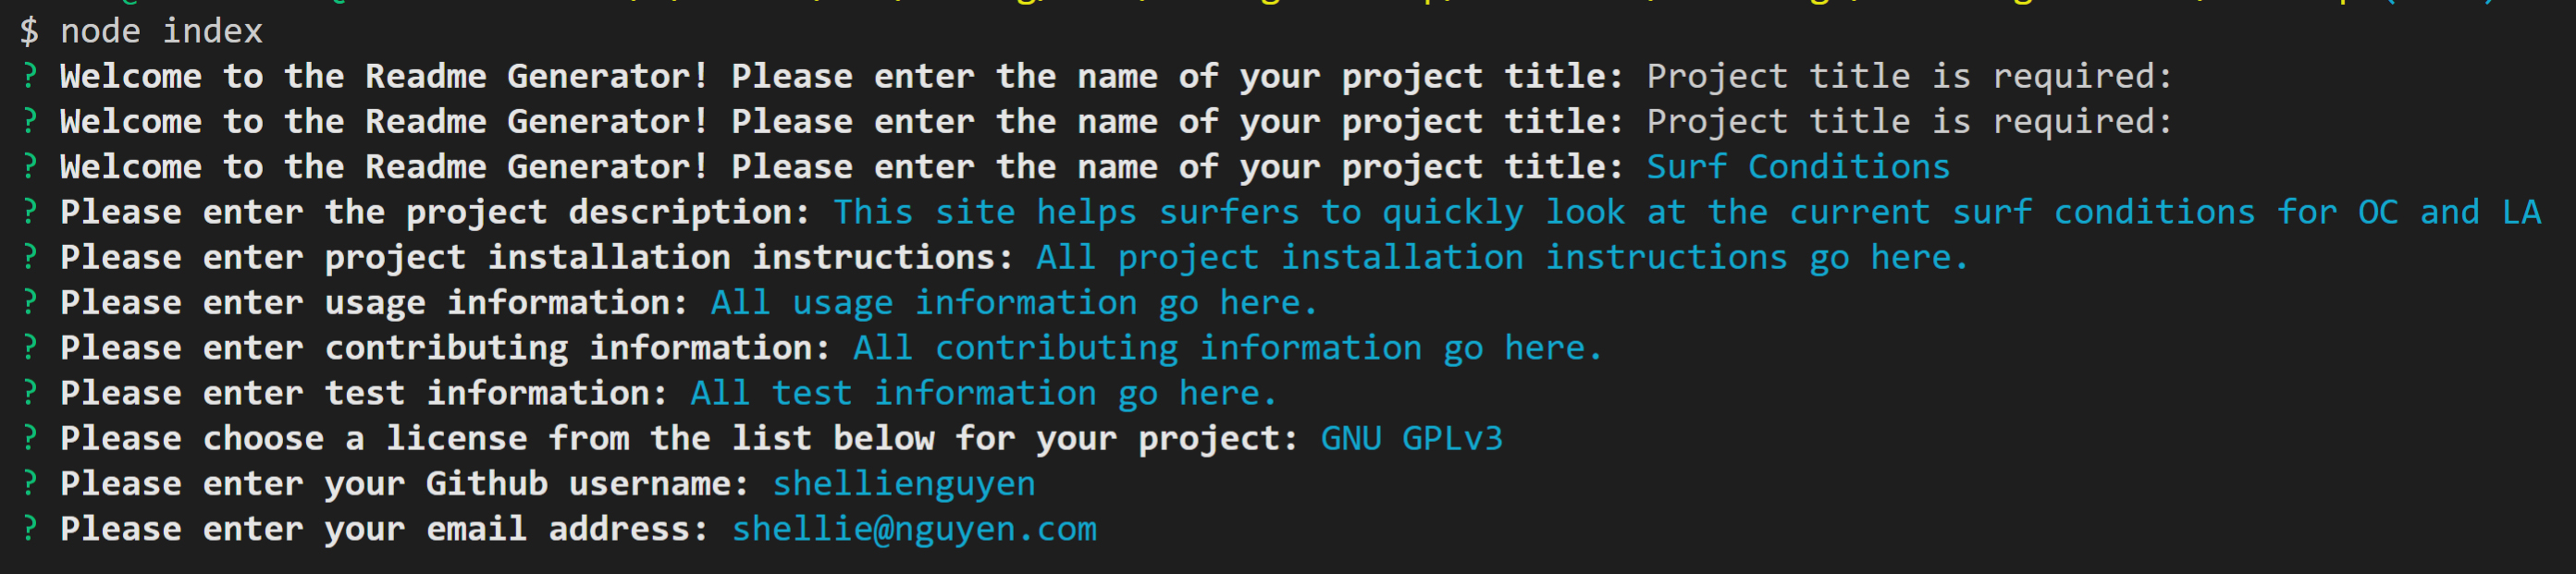 $ node index
? Welcome to the Readme Generator! Please enter the name of your project title: Project title is required:
? Welcome to the Readme Generator! Please enter the name of your project title: Project title is required:
? Welcome to the Readme Generator! Please enter the name of your project title: Surf Conditions
? Please enter the project description: This site helps surfers to quickly look at the current surf conditions for OC and LA
? Please enter project installation instructions: All project installation instructions go here.
? Please enter usage information: All usage information go here.
? Please enter contributing information: All contributing information go here.
? Please enter test information: All test information go here.
? Please choose a license from the list below for your project: GNU GPLv3
? Please enter your Github username: shellienguyen
? Please enter your email address: shellie@nguyen.com